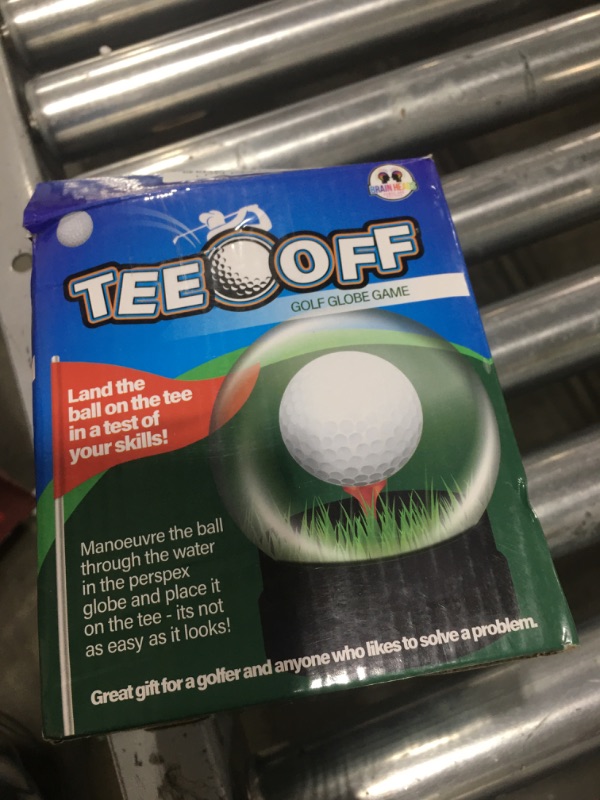 TEE OFF
GOLF GLOBE GAME
Land the
ball on the tee
in a test of
your skills!
Manoeuvre the ball
through the water
in the perspex
globe and place it
on the tee - its not
as easy as it looks!
Great gift for a golfer and anyone who likes to solve a problem.